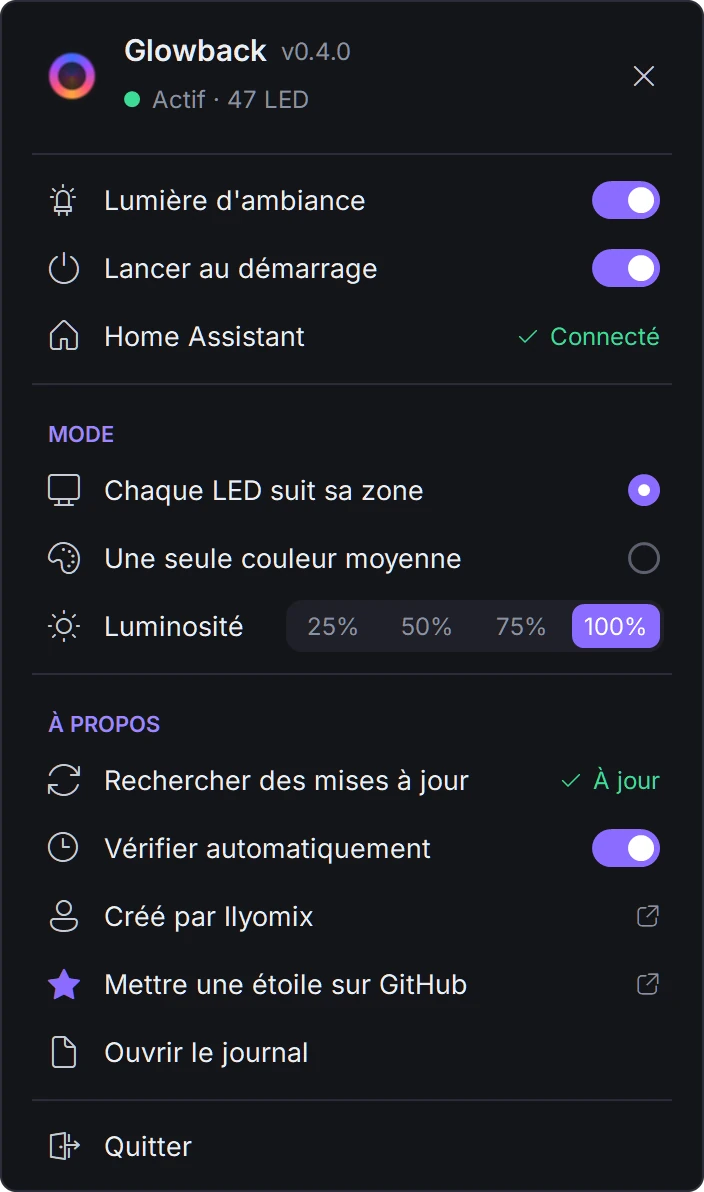 Glowback v0.4.0
Actif · 47 LED
Lumière d'ambiance
Lancer au démarrage
Home Assistant Connecté
MODE
Chaque LED suit sa zone
Une seule couleur moyenne
Luminosité 25% 50% 75% 100%
À PROPOS
Rechercher des mises à jour À jour
Vérifier automatiquement
Créé par Ilyomix
Mettre une étoile sur GitHub
Ouvrir le journal
Quitter